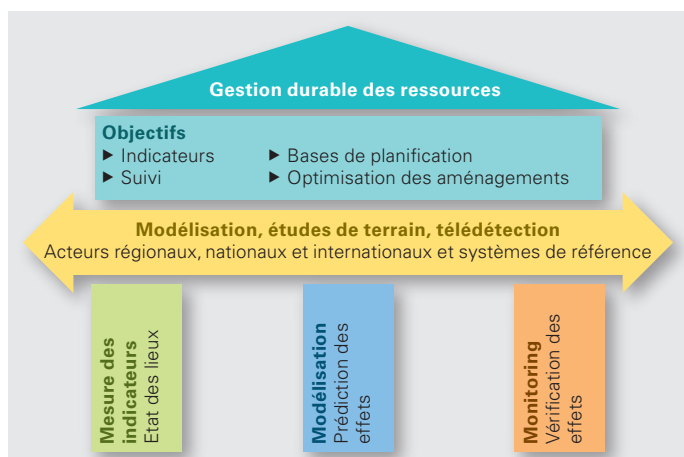 Gestion durable des ressources
Objectifs
► Indicateurs
► Suivi
► Bases de planification
► Optimisation des aménagements
Modélisation, études de terrain, télédétection
Acteurs régionaux, nationaux et internationaux et systèmes de référence
Mesure des
indicateurs
Etat des lieux
Modélisation
Prédiction des
effets
Monitoring
Vérification des
effets